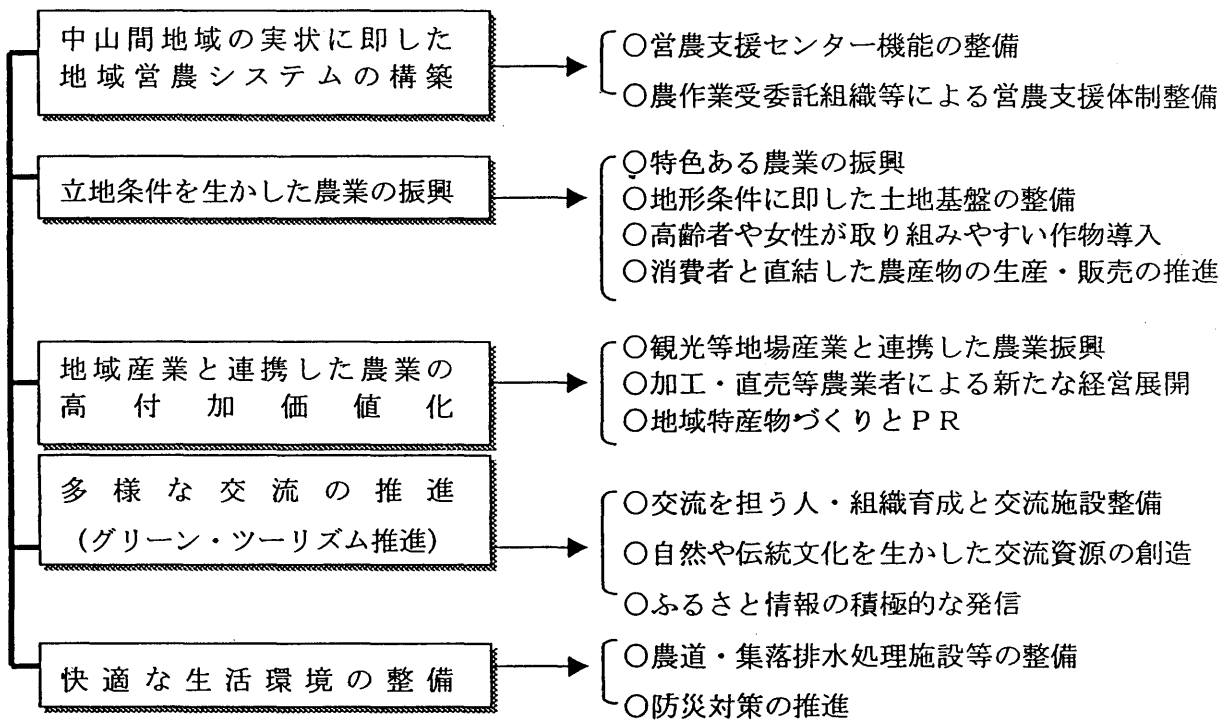 中山間地域の実状に即した
地域営農システムの構築
○営農支援センター機能の整備
○農作業受委託組織等による営農支援体制整備
立地条件を生かした農業の振興
○特色ある農業の振興
○地形条件に即した土地基盤の整備
○高齢者や女性が取り組みやすい作物導入
○消費者と直結した農産物の生産・販売の推進
地域産業と連携した農業の
高付加価値化
○観光等地場産業と連携した農業振興
○加工・直売等農業者による新たな経営展開
○地域特産物づくりとPR
多様な交流の推進
(グリーン・ツーリズム推進)
○交流を担う人・組織育成と交流施設整備
○自然や伝統文化を生かした交流資源の創造
○ふるさと情報の積極的な発信
快適な生活環境の整備
○農道・集落排水処理施設等の整備
○防災対策の推進